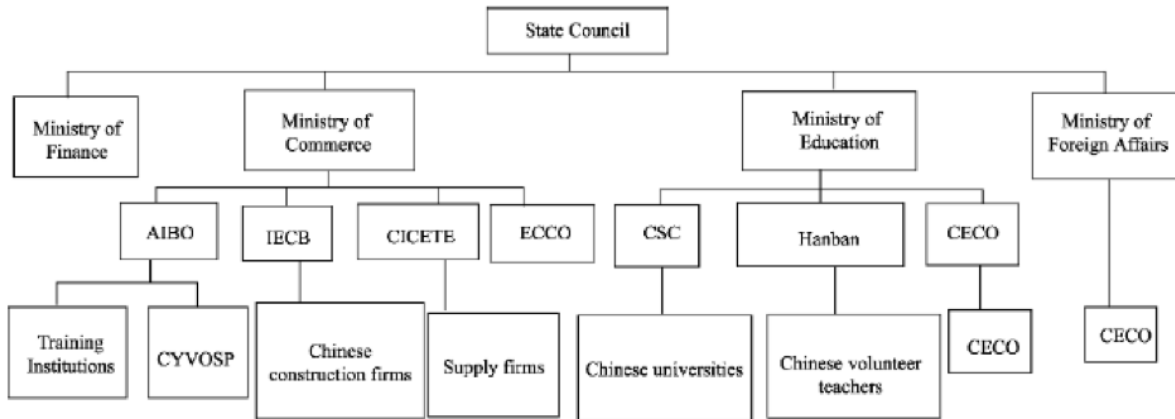 State Council
Ministry of
Finance
Ministry of
Commerce
Ministry of
Education
Ministry of
Foreign Affairs
AIBO
IECB
CICETE
ECCO
CSC
Hanban
CECO
Training
Institutions
CYVOSP
Chinese
construction firms
Supply firms
Chinese universities
Chinese volunteer
teachers
CECO
CECO